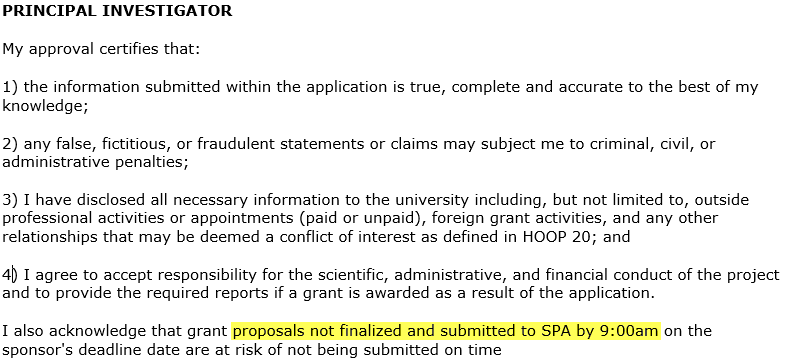 PRINCIPAL INVESTIGATOR
My approval certifies that:
1) the information submitted within the application is true, complete and accurate to the best of my
knowledge;
2) any false, fictitious, or fraudulent statements or claims may subject me to criminal, civil, or
administrative penalties;
3) I have disclosed all necessary information to the university including, but not limited to, outside
professional activities or appointments (paid or unpaid), foreign grant activities, and any other
relationships that may be deemed a conflict of interest as defined in HOOP 20; and
4) I agree to accept responsibility for the scientific, administrative, and financial conduct of the project
and to provide the required reports if a grant is awarded as a result of the application.
I also acknowledge that grant proposals not finalized and submitted to SPA by 9:00am on the
sponsor's deadline date are at risk of not being submitted on time